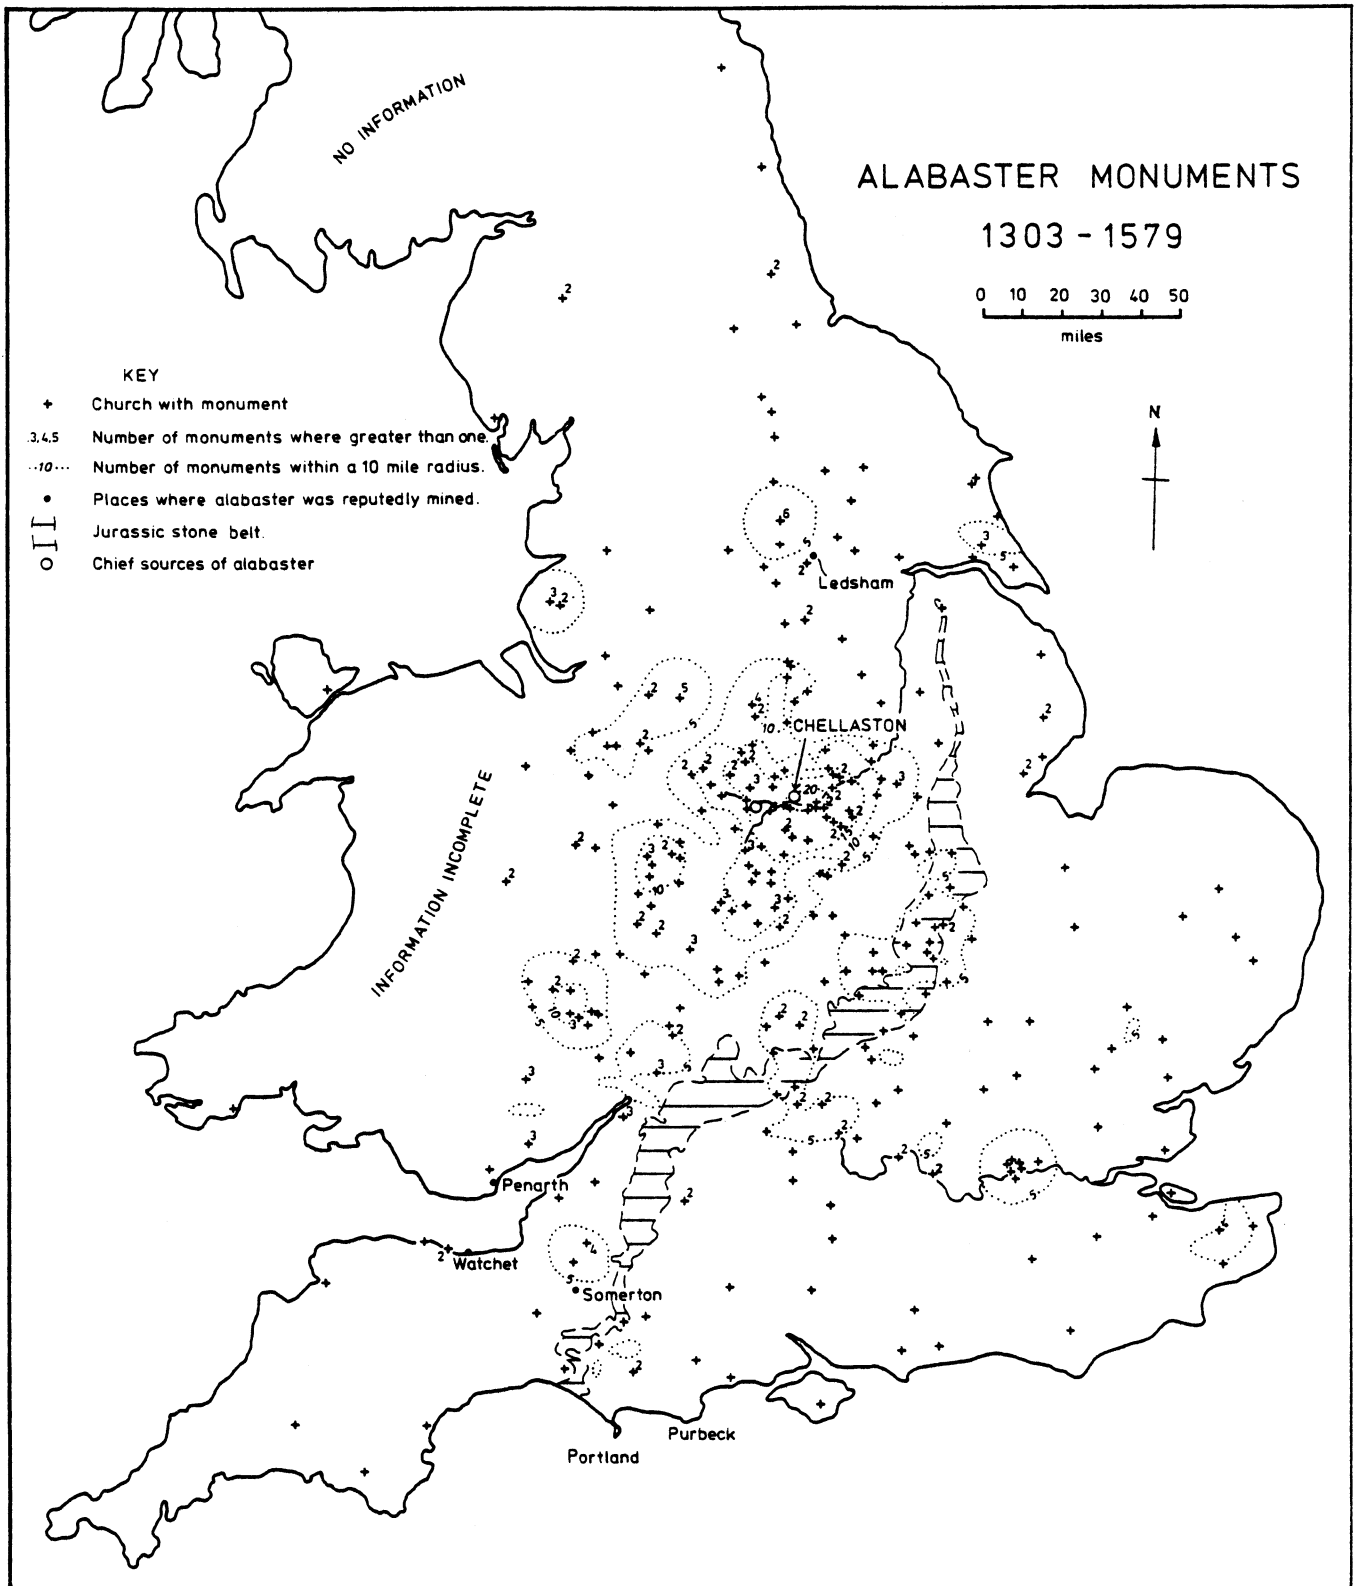 NO INFORMATION
ALABASTER MONUMENTS
1303 - 1579
0 10 20 30 40 50
miles
N
KEY
Church with monument
.3,4,5 Number of monuments where greater than one.
..10... Number of monuments within a 10 mile radius.
Places where alabaster was reputedly mined.
Jurassic stone belt.
Chief sources of alabaster
Ledsham
CHELLASTON
INFORMATION INCOMPLETE
Penarth
Watchet
Somerton
Purbeck
Portland